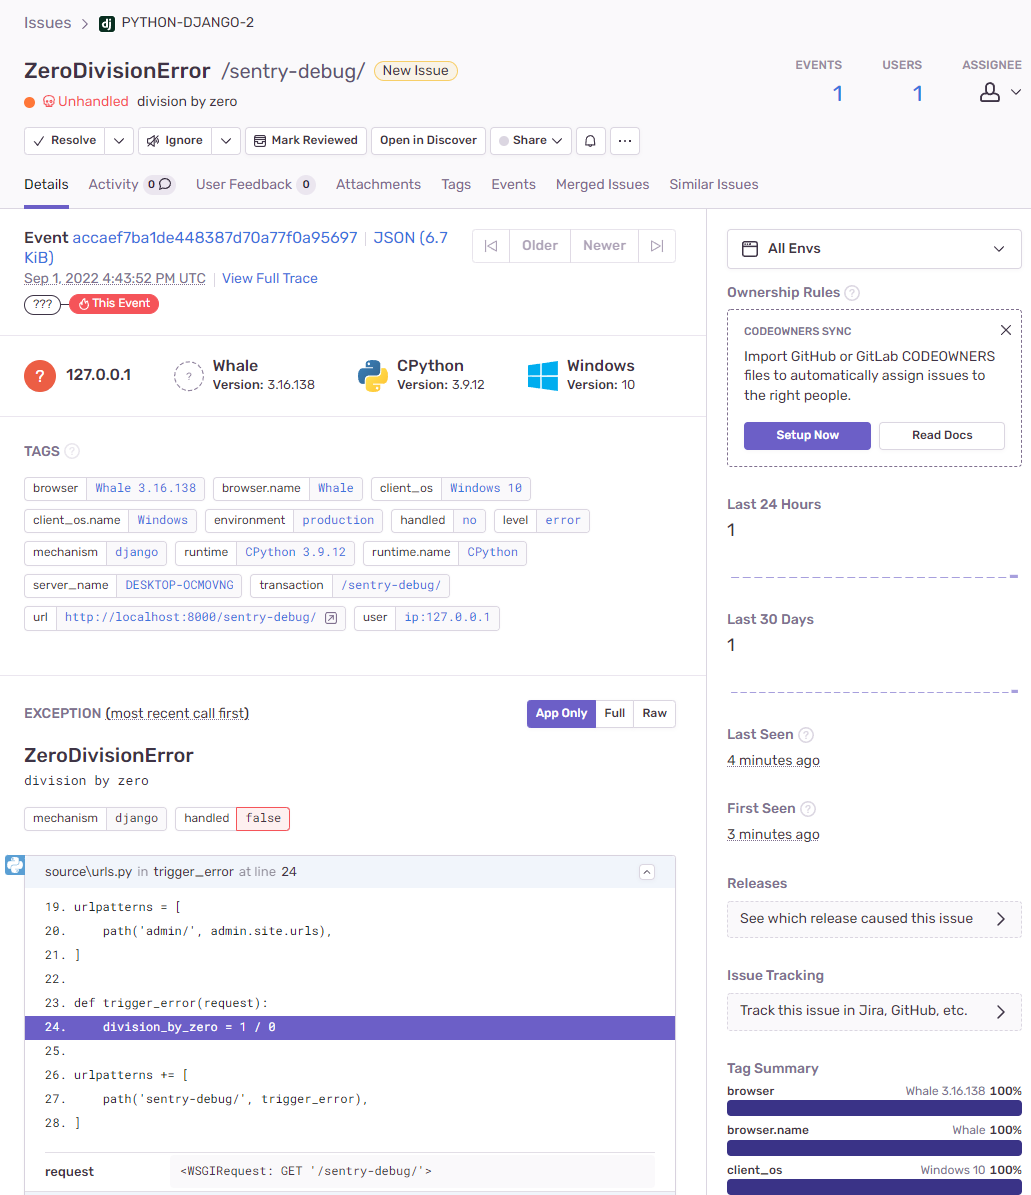 Issues > PYTHON-DJANGO-2
ZeroDivisionError /sentry-debug/ New Issue
Unhandled division by zero
EVENTS USERS ASSIGNEE
1 1
Resolve Ignore Mark Reviewed Open in Discover Share ...
Details Activity 0 User Feedback 0 Attachments Tags Events Merged Issues Similar Issues
Event accaef7ba1de448387d70a77f0a95697 | JSON (6.7
KiB)
Sep 1, 2022 4:43:52 PM UTC | View Full Trace
??? This Event
Older Newer
? 127.0.0.1
? Whale
Version: 3.16.138
CPython
Version: 3.9.12
Windows
Version: 10
TAGS ?
browser Whale 3.16.138 browser.name Whale client_os Windows 10
client_os.name Windows environment production handled no level error
mechanism django runtime CPython 3.9.12 runtime.name CPython
server_name DESKTOP-OCMOVNG transaction /sentry-debug/
url http://localhost:8000/sentry-debug/ user ip:127.0.0.1
EXCEPTION (most recent call first) App Only Full Raw
ZeroDivisionError
division by zero
mechanism django handled false
source\urls.py in trigger_error at line 24
19. urlpatterns = [
20.     path('admin/', admin.site.urls),
21. ]
22.
23. def trigger_error(request):
24.     division_by_zero = 1 / 0
25.
26. urlpatterns += [
27.     path('sentry-debug/', trigger_error),
28. ]
request <WSGIRequest: GET '/sentry-debug/'>
All Envs
Ownership Rules ?
CODEOWNERS SYNC
Import GitHub or GitLab CODEOWNERS
files to automatically assign issues to
the right people.
Setup Now Read Docs
Last 24 Hours
1
Last 30 Days
1
Last Seen ?
4 minutes ago
First Seen ?
3 minutes ago
Releases
See which release caused this issue
Issue Tracking
Track this issue in Jira, GitHub, etc.
Tag Summary
browser Whale 3.16.138 100%
browser.name Whale 100%
client_os Windows 10 100%